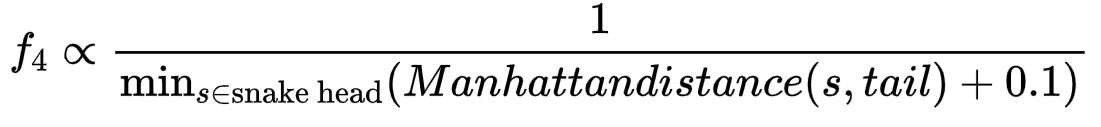 f₄ ∝ 1 / min_{s∈snake head}(Manhattandistance(s, tail) + 0.1)